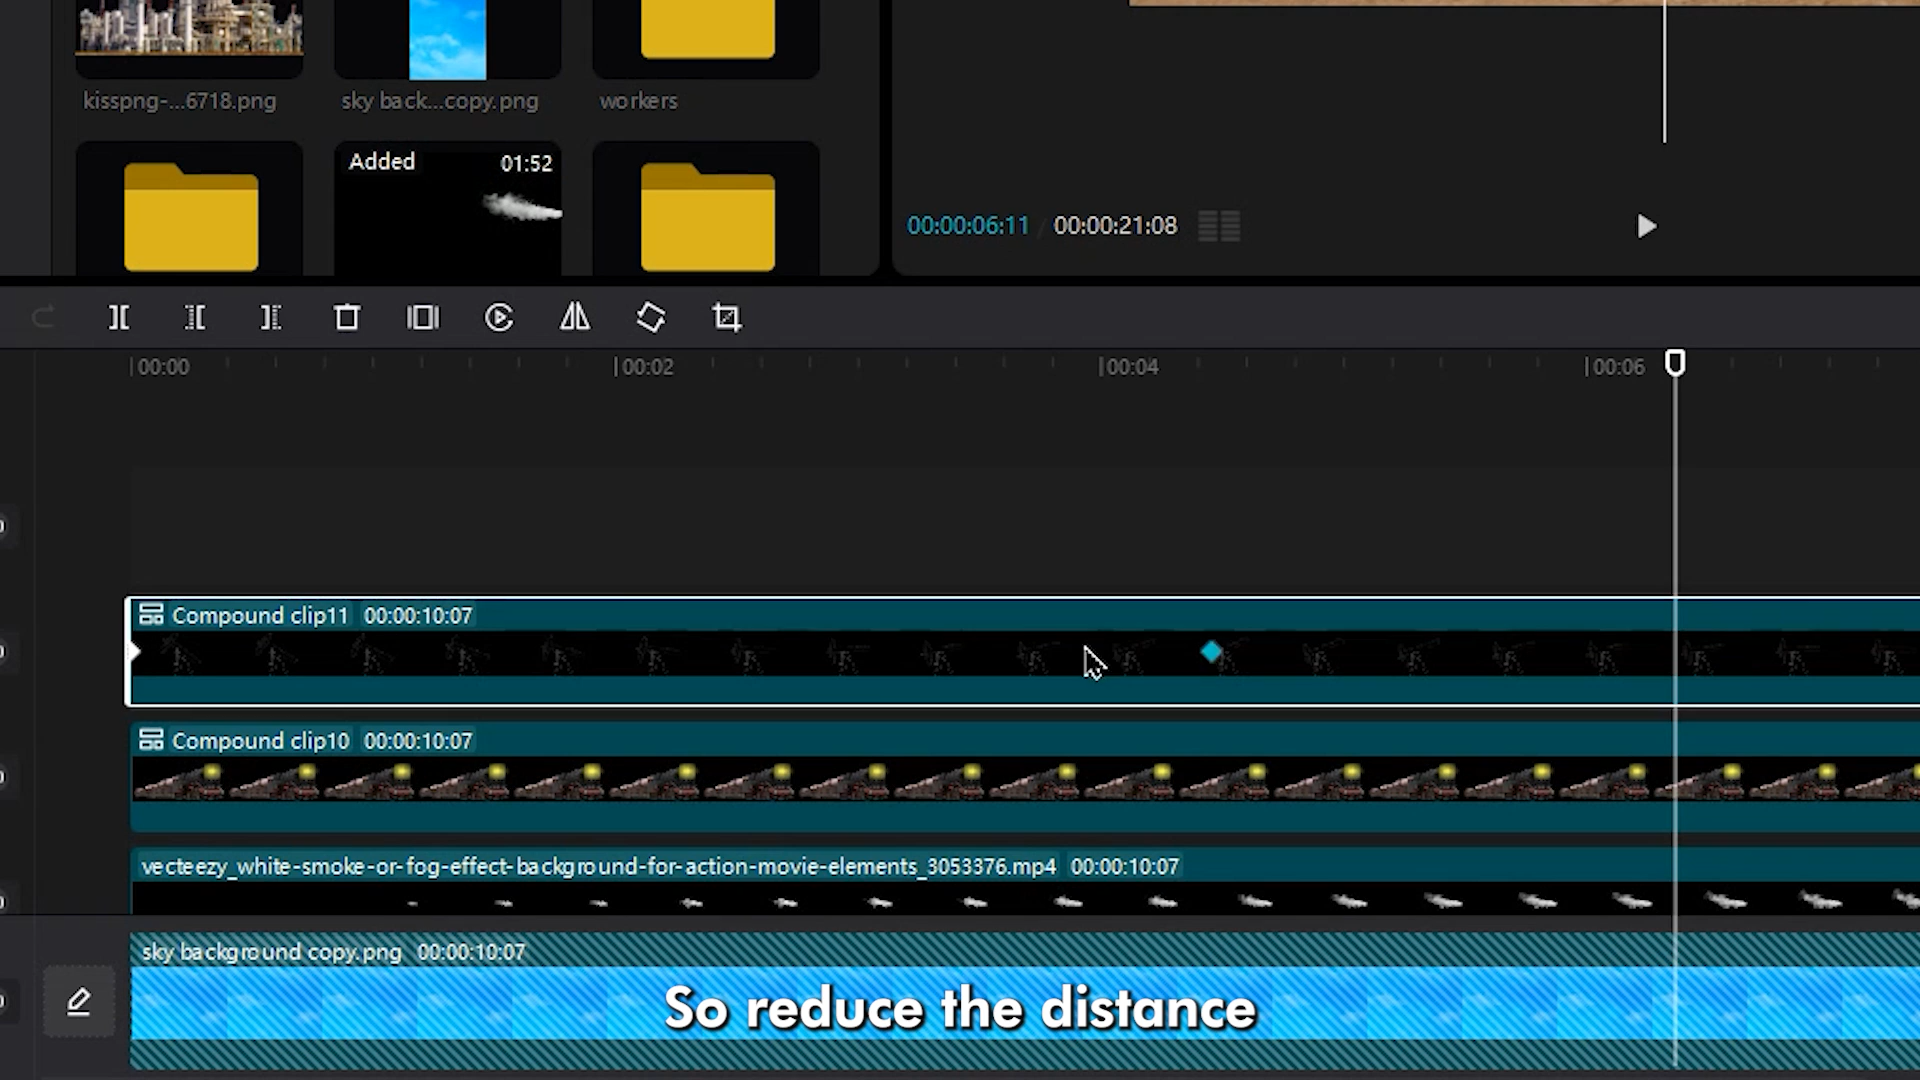 kisspng-...6718.png
sky back...copy.png
workers
Added
01:52
00:00:06:11 / 00:00:21:08
00:00
00:02
00:04
00:06
Compound clip11 00:00:10:07
Compound clip10 00:00:10:07
vecteezy_white-smoke-or-fog-effect-background-for-action-movie-elements_3053376.mp4 00:00:10:07
sky background copy.png 00:00:10:07
So reduce the distance